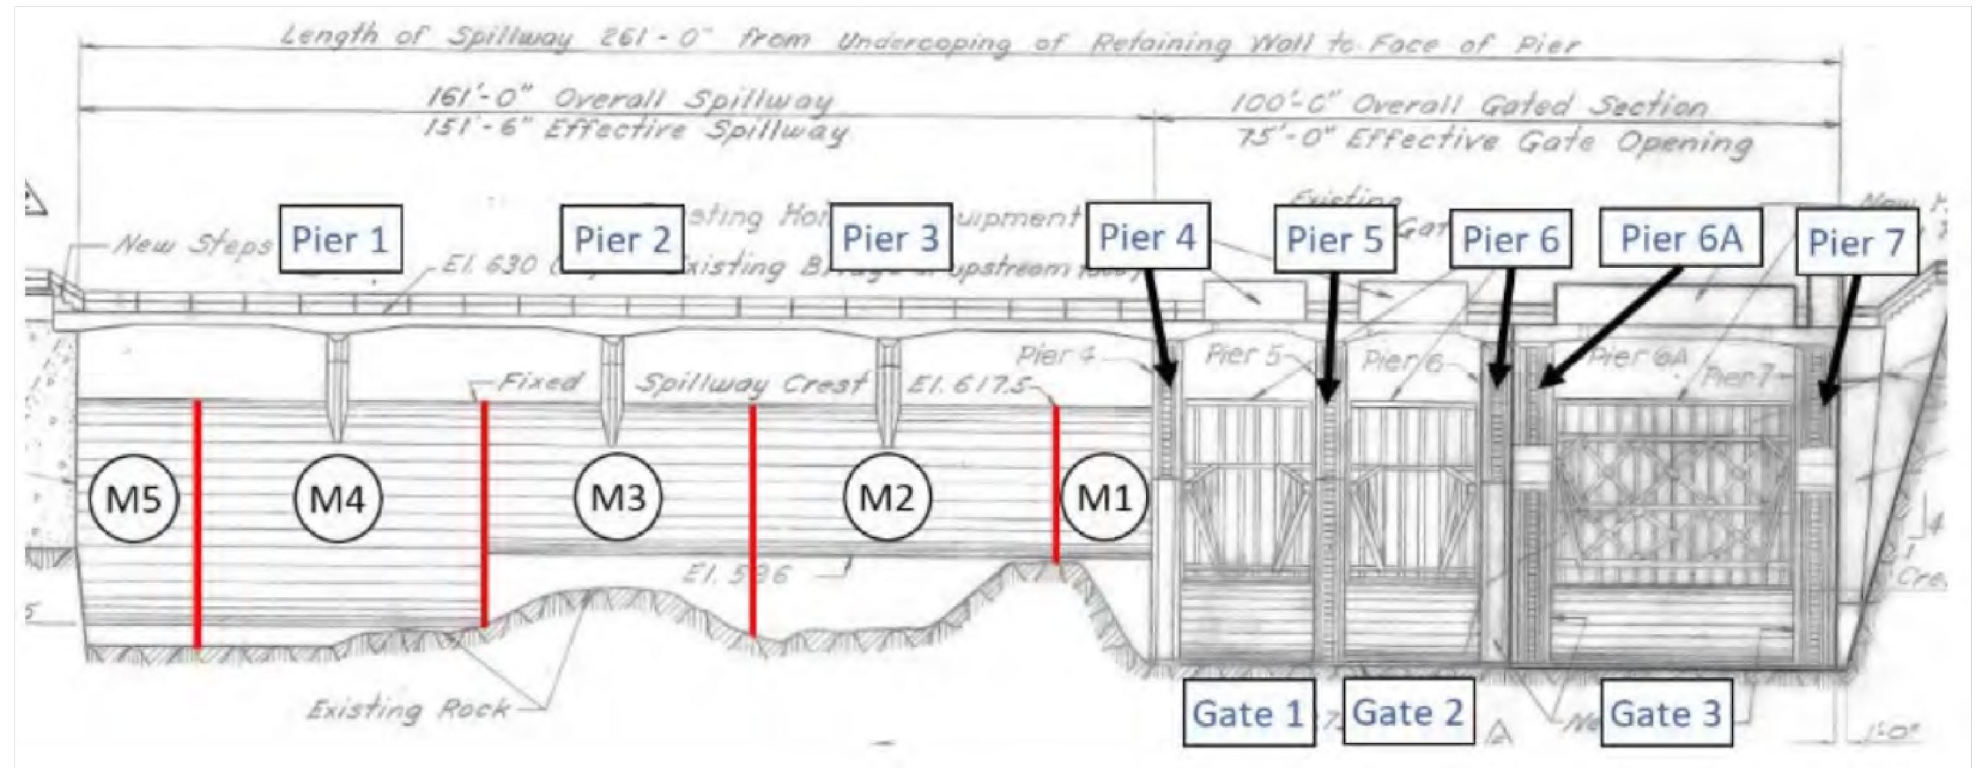 Length of Spillway 261'-0" from Undercoping of Retaining Wall to Face of Pier
161'-0" Overall Spillway
151'-6" Effective Spillway
100'-0" Overall Gated Section
75'-0" Effective Gate Opening
Existing
New Steps
Pier 1
Pier 2
Pier 3
Pier 4
Pier 5
Pier 6
Pier 6A
Pier 7
El. 630
upstream
Pier 4
Pier 5
Pier 6
Pier 6A
Pier 7
Fixed Spillway Crest El. 617.5
M5
M4
M3
M2
M1
El. 586
Existing Rock
Gate 1
Gate 2
Gate 3
1'-0"